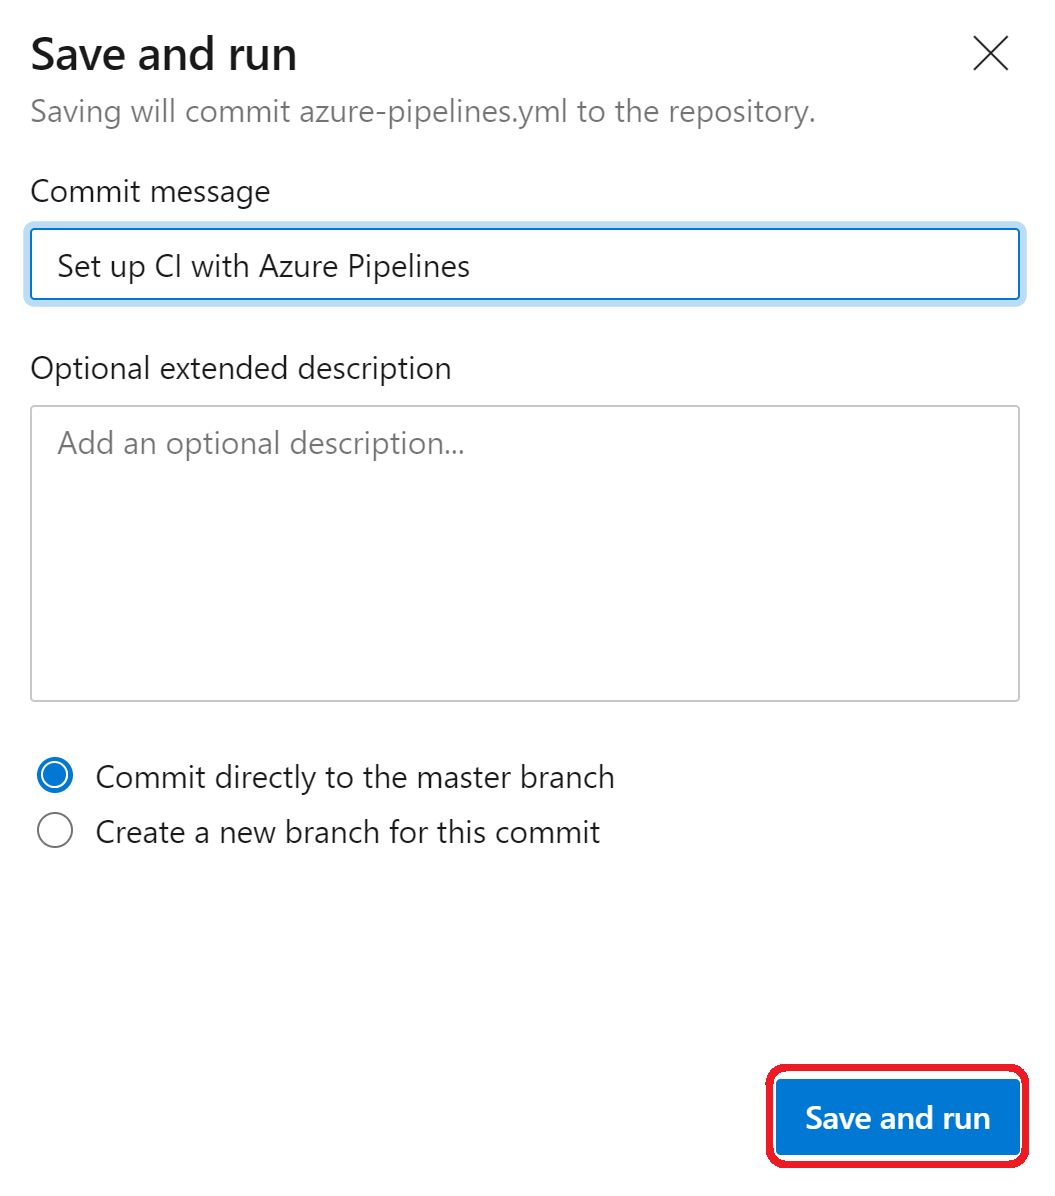 Save and run
Saving will commit azure-pipelines.yml to the repository.
Commit message
Set up CI with Azure Pipelines
Optional extended description
Add an optional description...
Commit directly to the master branch
Create a new branch for this commit
Save and run